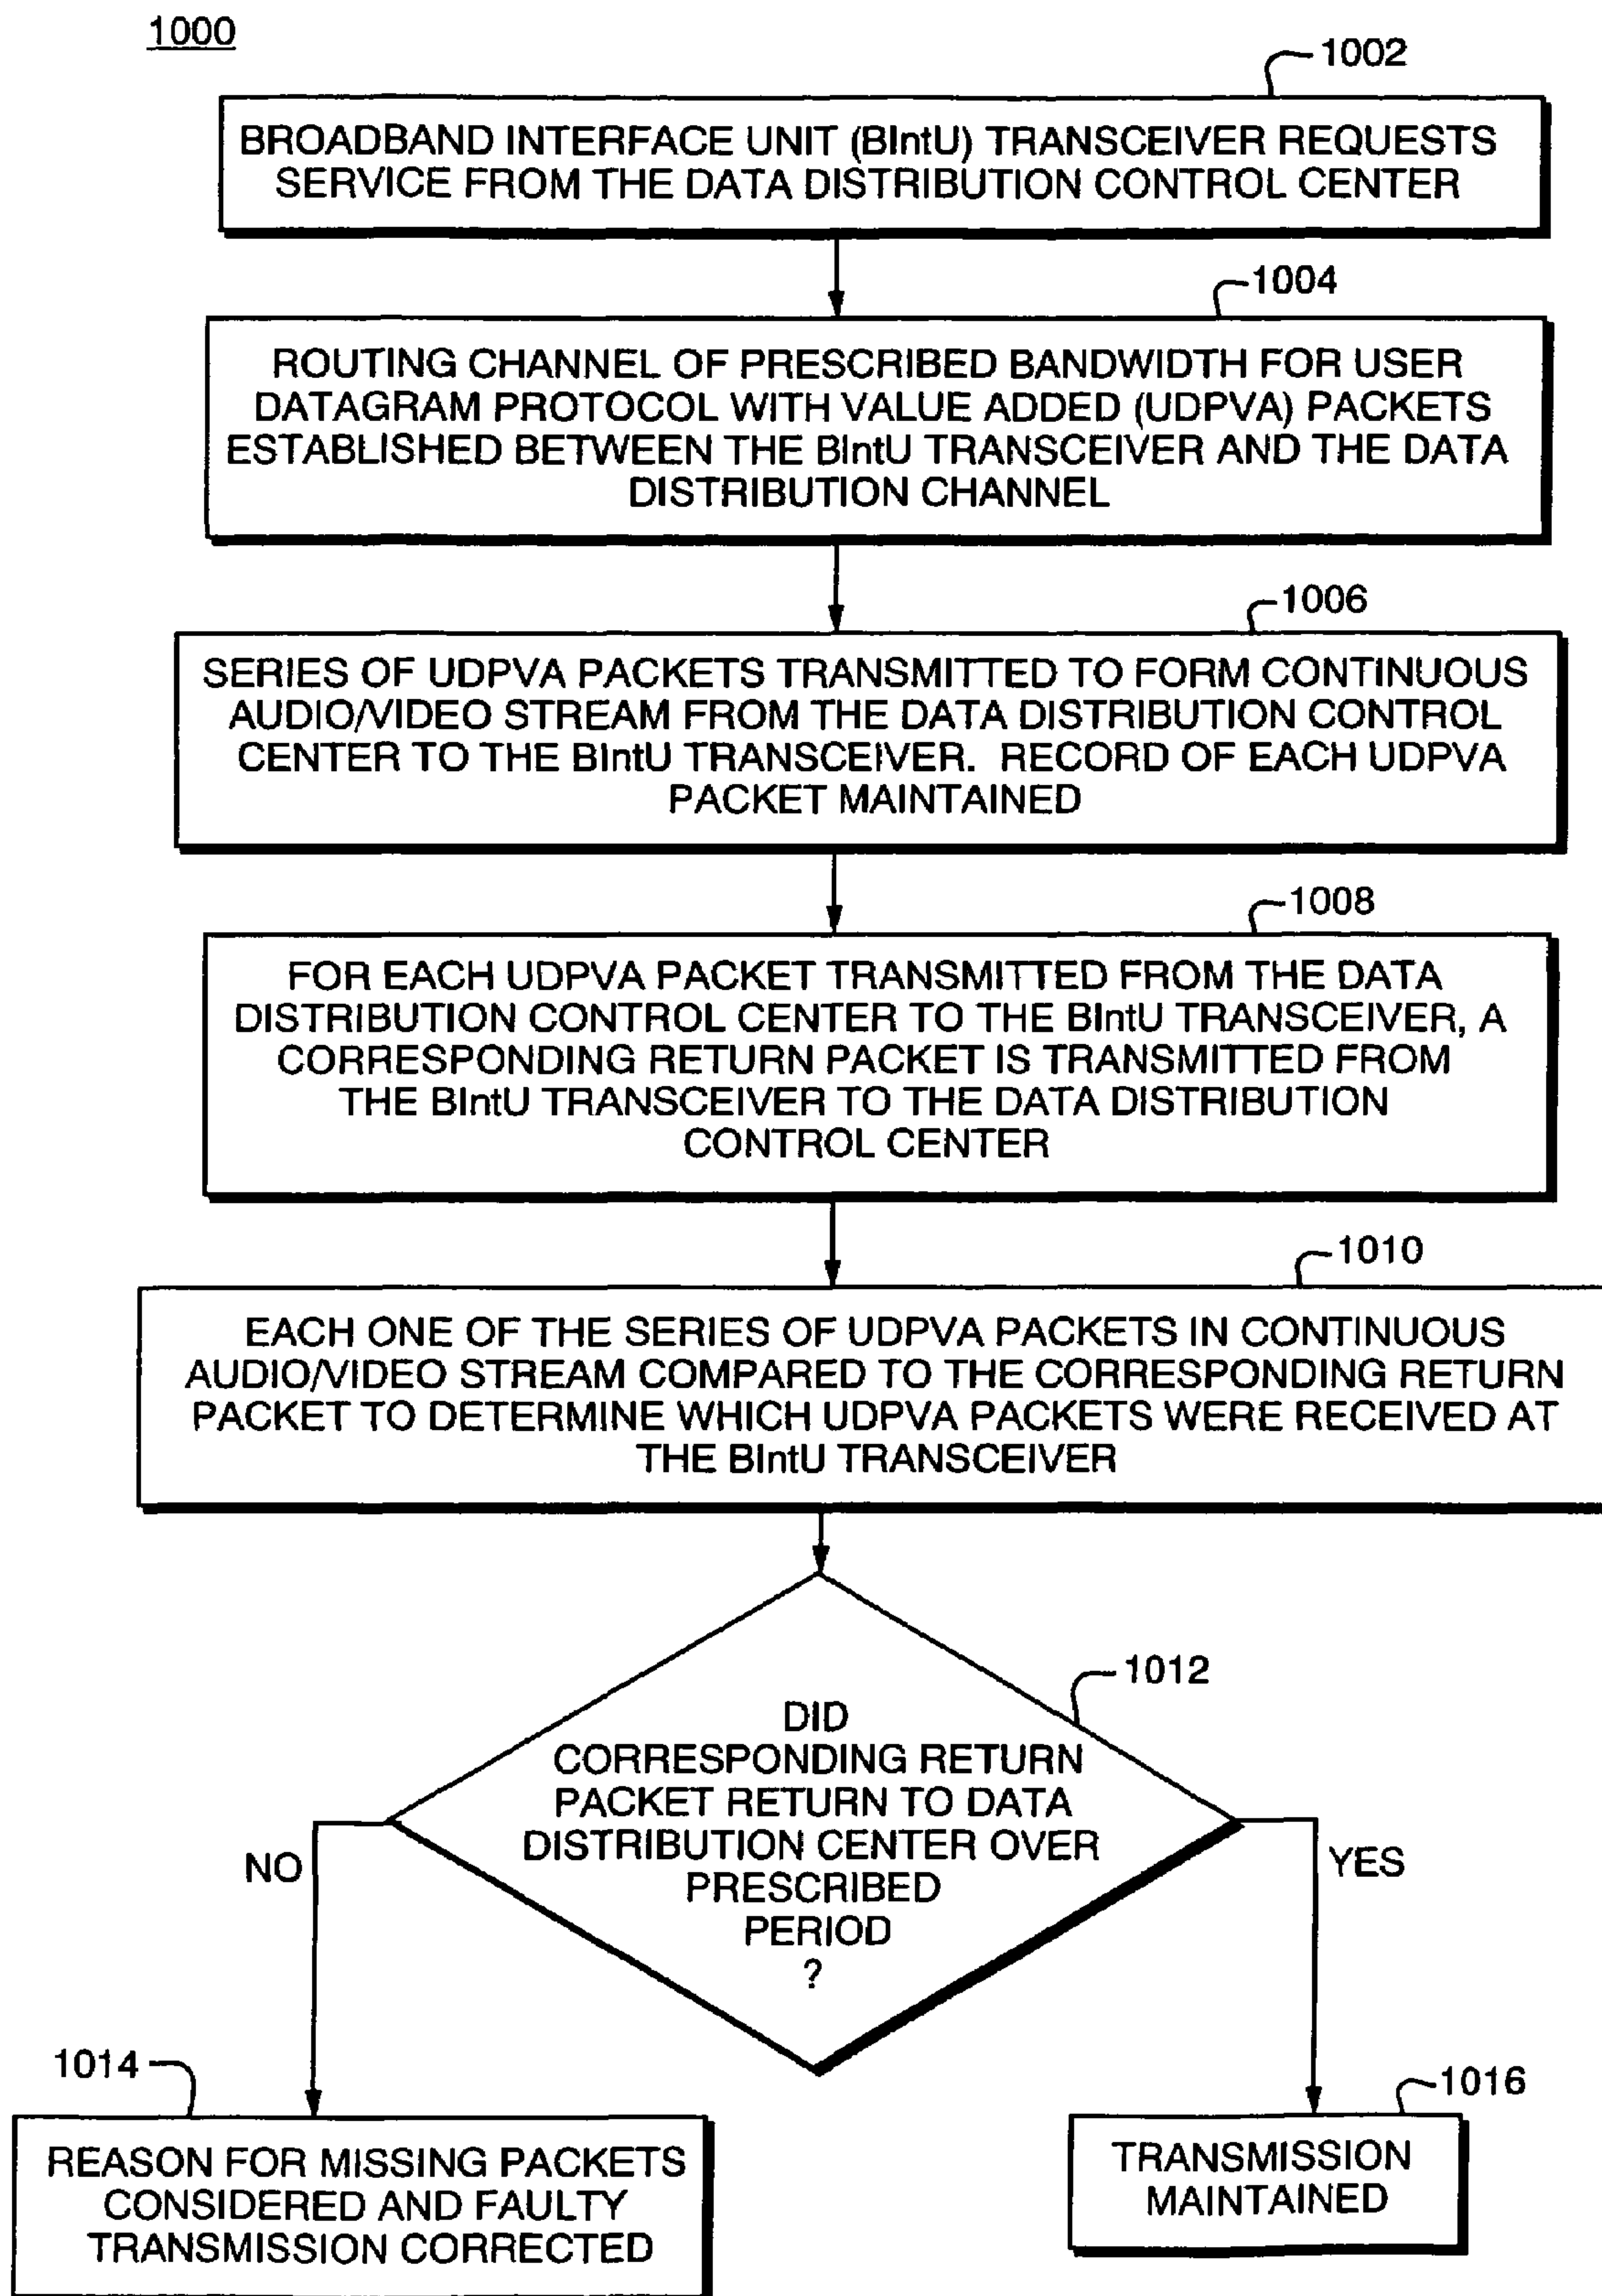 1000
1002
BROADBAND INTERFACE UNIT (BIntU) TRANSCEIVER REQUESTS
SERVICE FROM THE DATA DISTRIBUTION CONTROL CENTER
1004
ROUTING CHANNEL OF PRESCRIBED BANDWIDTH FOR USER
DATAGRAM PROTOCOL WITH VALUE ADDED (UDPVA) PACKETS
ESTABLISHED BETWEEN THE BIntU TRANSCEIVER AND THE DATA
DISTRIBUTION CHANNEL
1006
SERIES OF UDPVA PACKETS TRANSMITTED TO FORM CONTINUOUS
AUDIO/VIDEO STREAM FROM THE DATA DISTRIBUTION CONTROL
CENTER TO THE BIntU TRANSCEIVER. RECORD OF EACH UDPVA
PACKET MAINTAINED
1008
FOR EACH UDPVA PACKET TRANSMITTED FROM THE DATA
DISTRIBUTION CONTROL CENTER TO THE BIntU TRANSCEIVER, A
CORRESPONDING RETURN PACKET IS TRANSMITTED FROM
THE BIntU TRANSCEIVER TO THE DATA DISTRIBUTION
CONTROL CENTER
1010
EACH ONE OF THE SERIES OF UDPVA PACKETS IN CONTINUOUS
AUDIO/VIDEO STREAM COMPARED TO THE CORRESPONDING RETURN
PACKET TO DETERMINE WHICH UDPVA PACKETS WERE RECEIVED AT
THE BIntU TRANSCEIVER
1012
DID
CORRESPONDING RETURN
PACKET RETURN TO DATA
DISTRIBUTION CENTER OVER
PRESCRIBED
PERIOD
?
NO
YES
1014
REASON FOR MISSING PACKETS
CONSIDERED AND FAULTY
TRANSMISSION CORRECTED
1016
TRANSMISSION
MAINTAINED